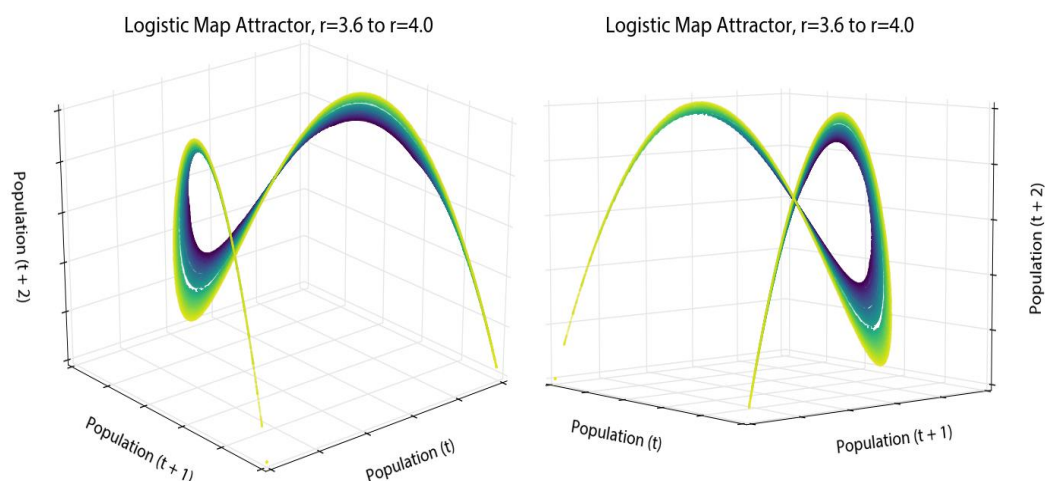 Logistic Map Attractor, r=3.6 to r=4.0
Population (t + 2)
Population (t + 1)
Population (t)
Logistic Map Attractor, r=3.6 to r=4.0
Population (t + 2)
Population (t)
Population (t + 1)